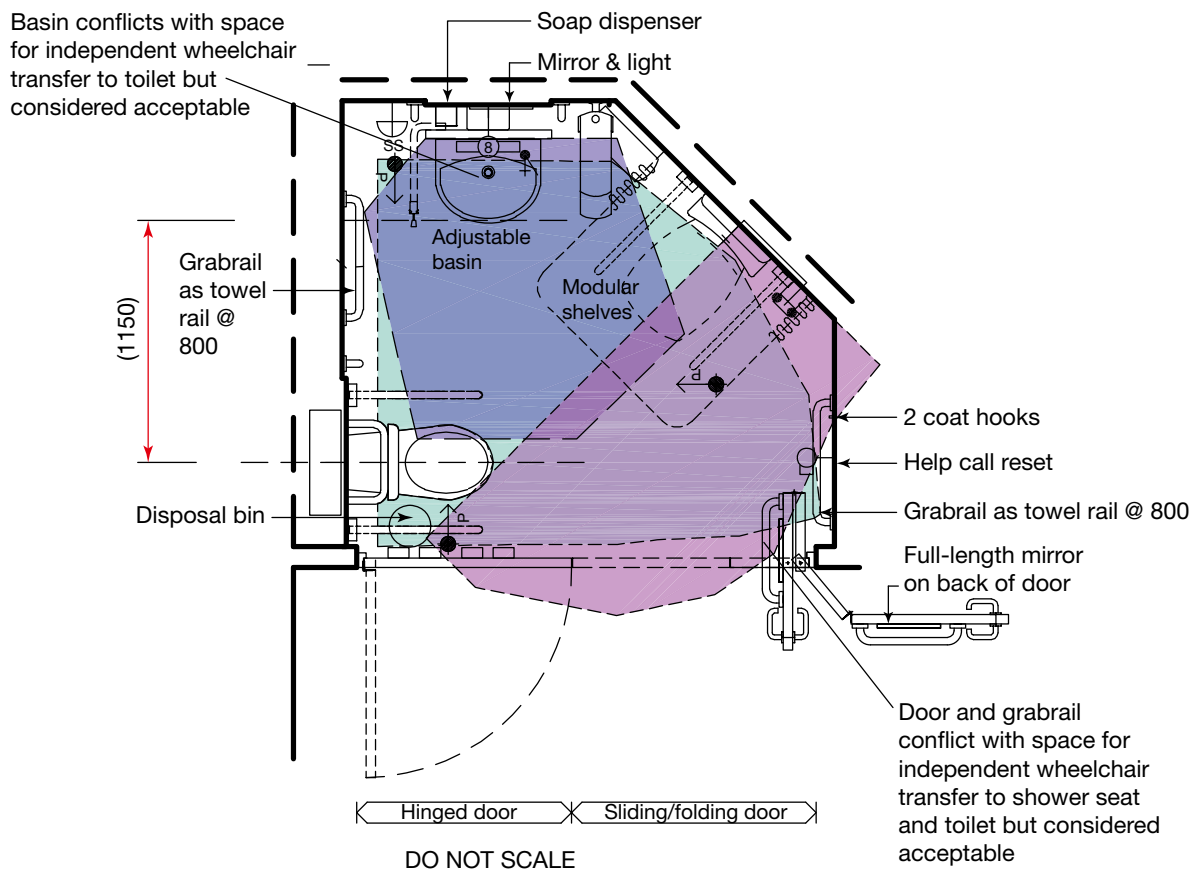 Basin conflicts with space
for independent wheelchair
transfer to toilet but
considered acceptable
Soap dispenser
Mirror & light
SS
P
8
Adjustable
basin
Grabrail
as towel
rail @
800
(1150)
Modular
shelves
P
2 coat hooks
Help call reset
Grabrail as towel rail @ 800
Disposal bin
P
Full-length mirror
on back of door
Door and grabrail
conflict with space for
independent wheelchair
transfer to shower seat
and toilet but considered
acceptable
Hinged door
Sliding/folding door
DO NOT SCALE